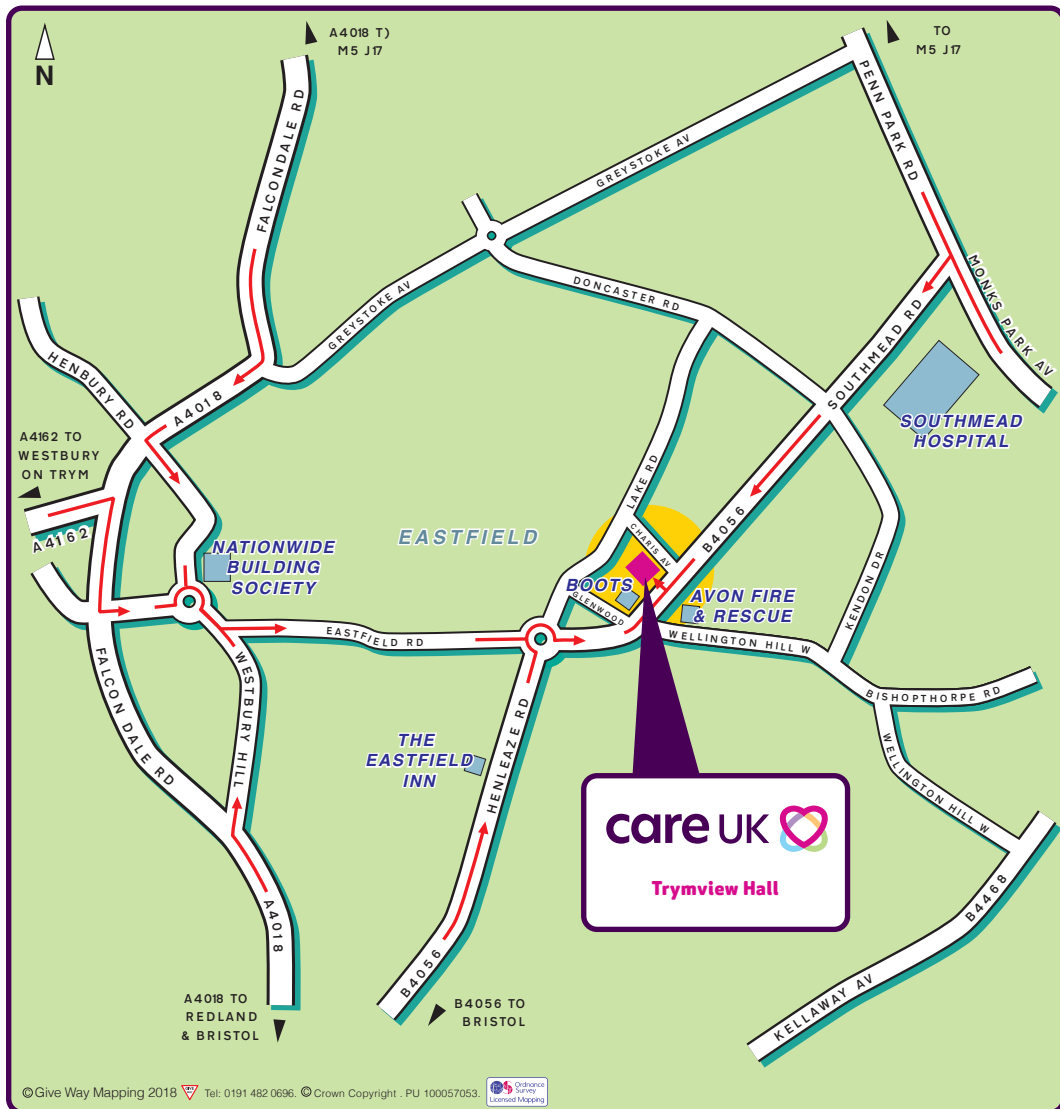 A4018 T)
M5 J17
TO
M5 J17
N
PENN PARK RD
FALCONDALE RD
GREYSTOKE AV
GREYSTOKE AV
DONCASTER RD
MONKS PARK AV
SOUTHMEAD RD
HENBURY RD
A4018
SOUTHMEAD
HOSPITAL
A4162 TO
WESTBURY
ON TRYM
A4162
LAKE RD
B4056
CHARIS AV
EASTFIELD
NATIONWIDE
BUILDING
SOCIETY
BOOTS
GLENWOOD
AVON FIRE
& RESCUE
KENDON DR
EASTFIELD RD
WELLINGTON HILL W
BISHOPTHORPE RD
FALCON DALE RD
WESTBURY HILL
HENLEAZE RD
THE
EASTFIELD
INN
WELLINGTON HILL W
care UK
Trymview Hall
A4018
B4468
B4056
KELLAWAY AV
A4018 TO
REDLAND
& BRISTOL
B4056 TO
BRISTOL
©Give Way Mapping 2018 GIVE WAY Tel: 0191 482 0696. © Crown Copyright . PU 100057053. Ordnance
Survey
Licensed Mapping